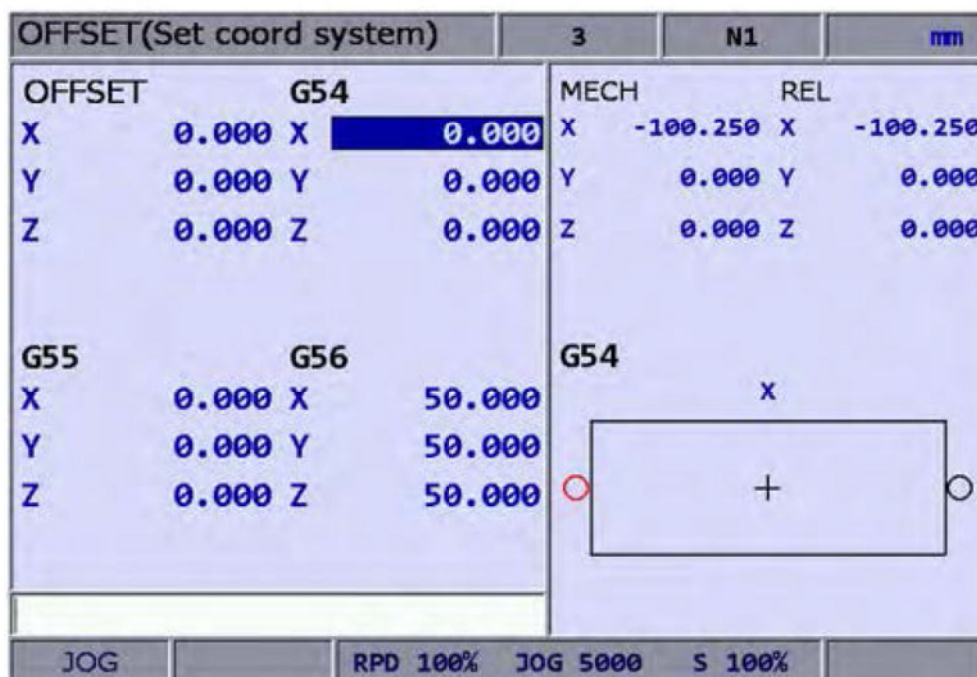 OFFSET(Set coord system) 3 N1 mm
OFFSET G54 MECH REL
X 0.000 X 0.000 X -100.250 X -100.250
Y 0.000 Y 0.000 Y 0.000 Y 0.000
Z 0.000 Z 0.000 Z 0.000 Z 0.000
G55 G56 G54
X 0.000 X 50.000 X
Y 0.000 Y 50.000
Z 0.000 Z 50.000
JOG RPD 100% JOG 5000 S 100%